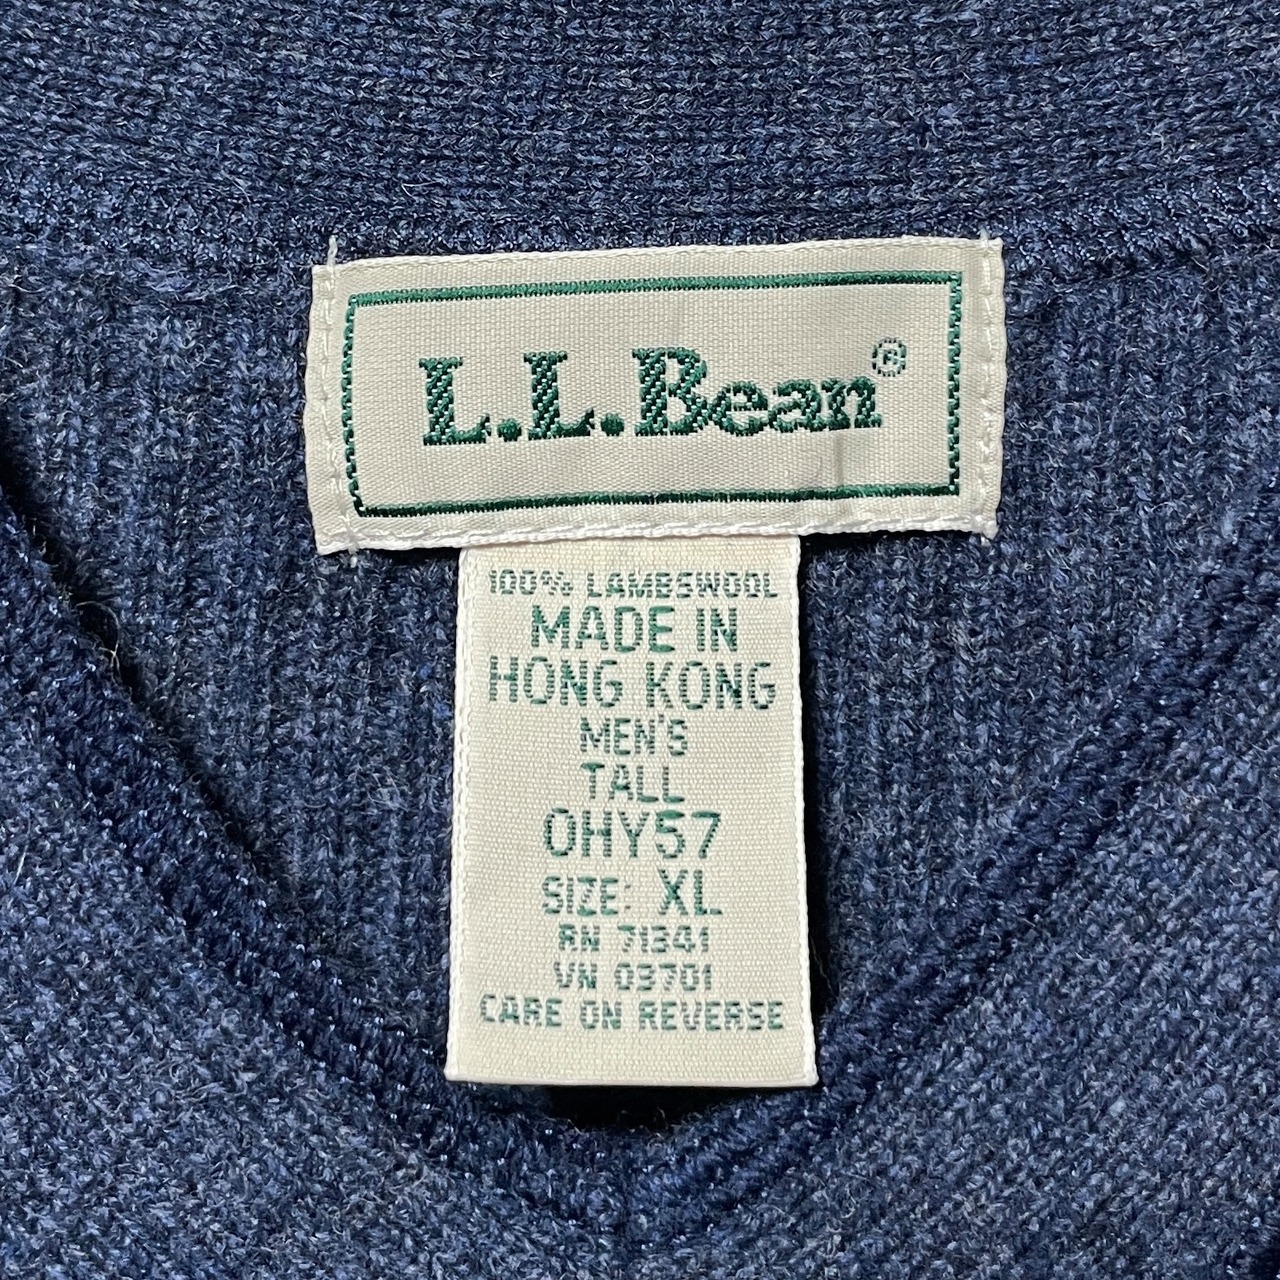 L.L.Bean®
100% LAMBSWOOL
MADE IN
HONG KONG
MEN'S
TALL
OHY57
SIZE: XL
RN 71341
VN 03701
CARE ON REVERSE